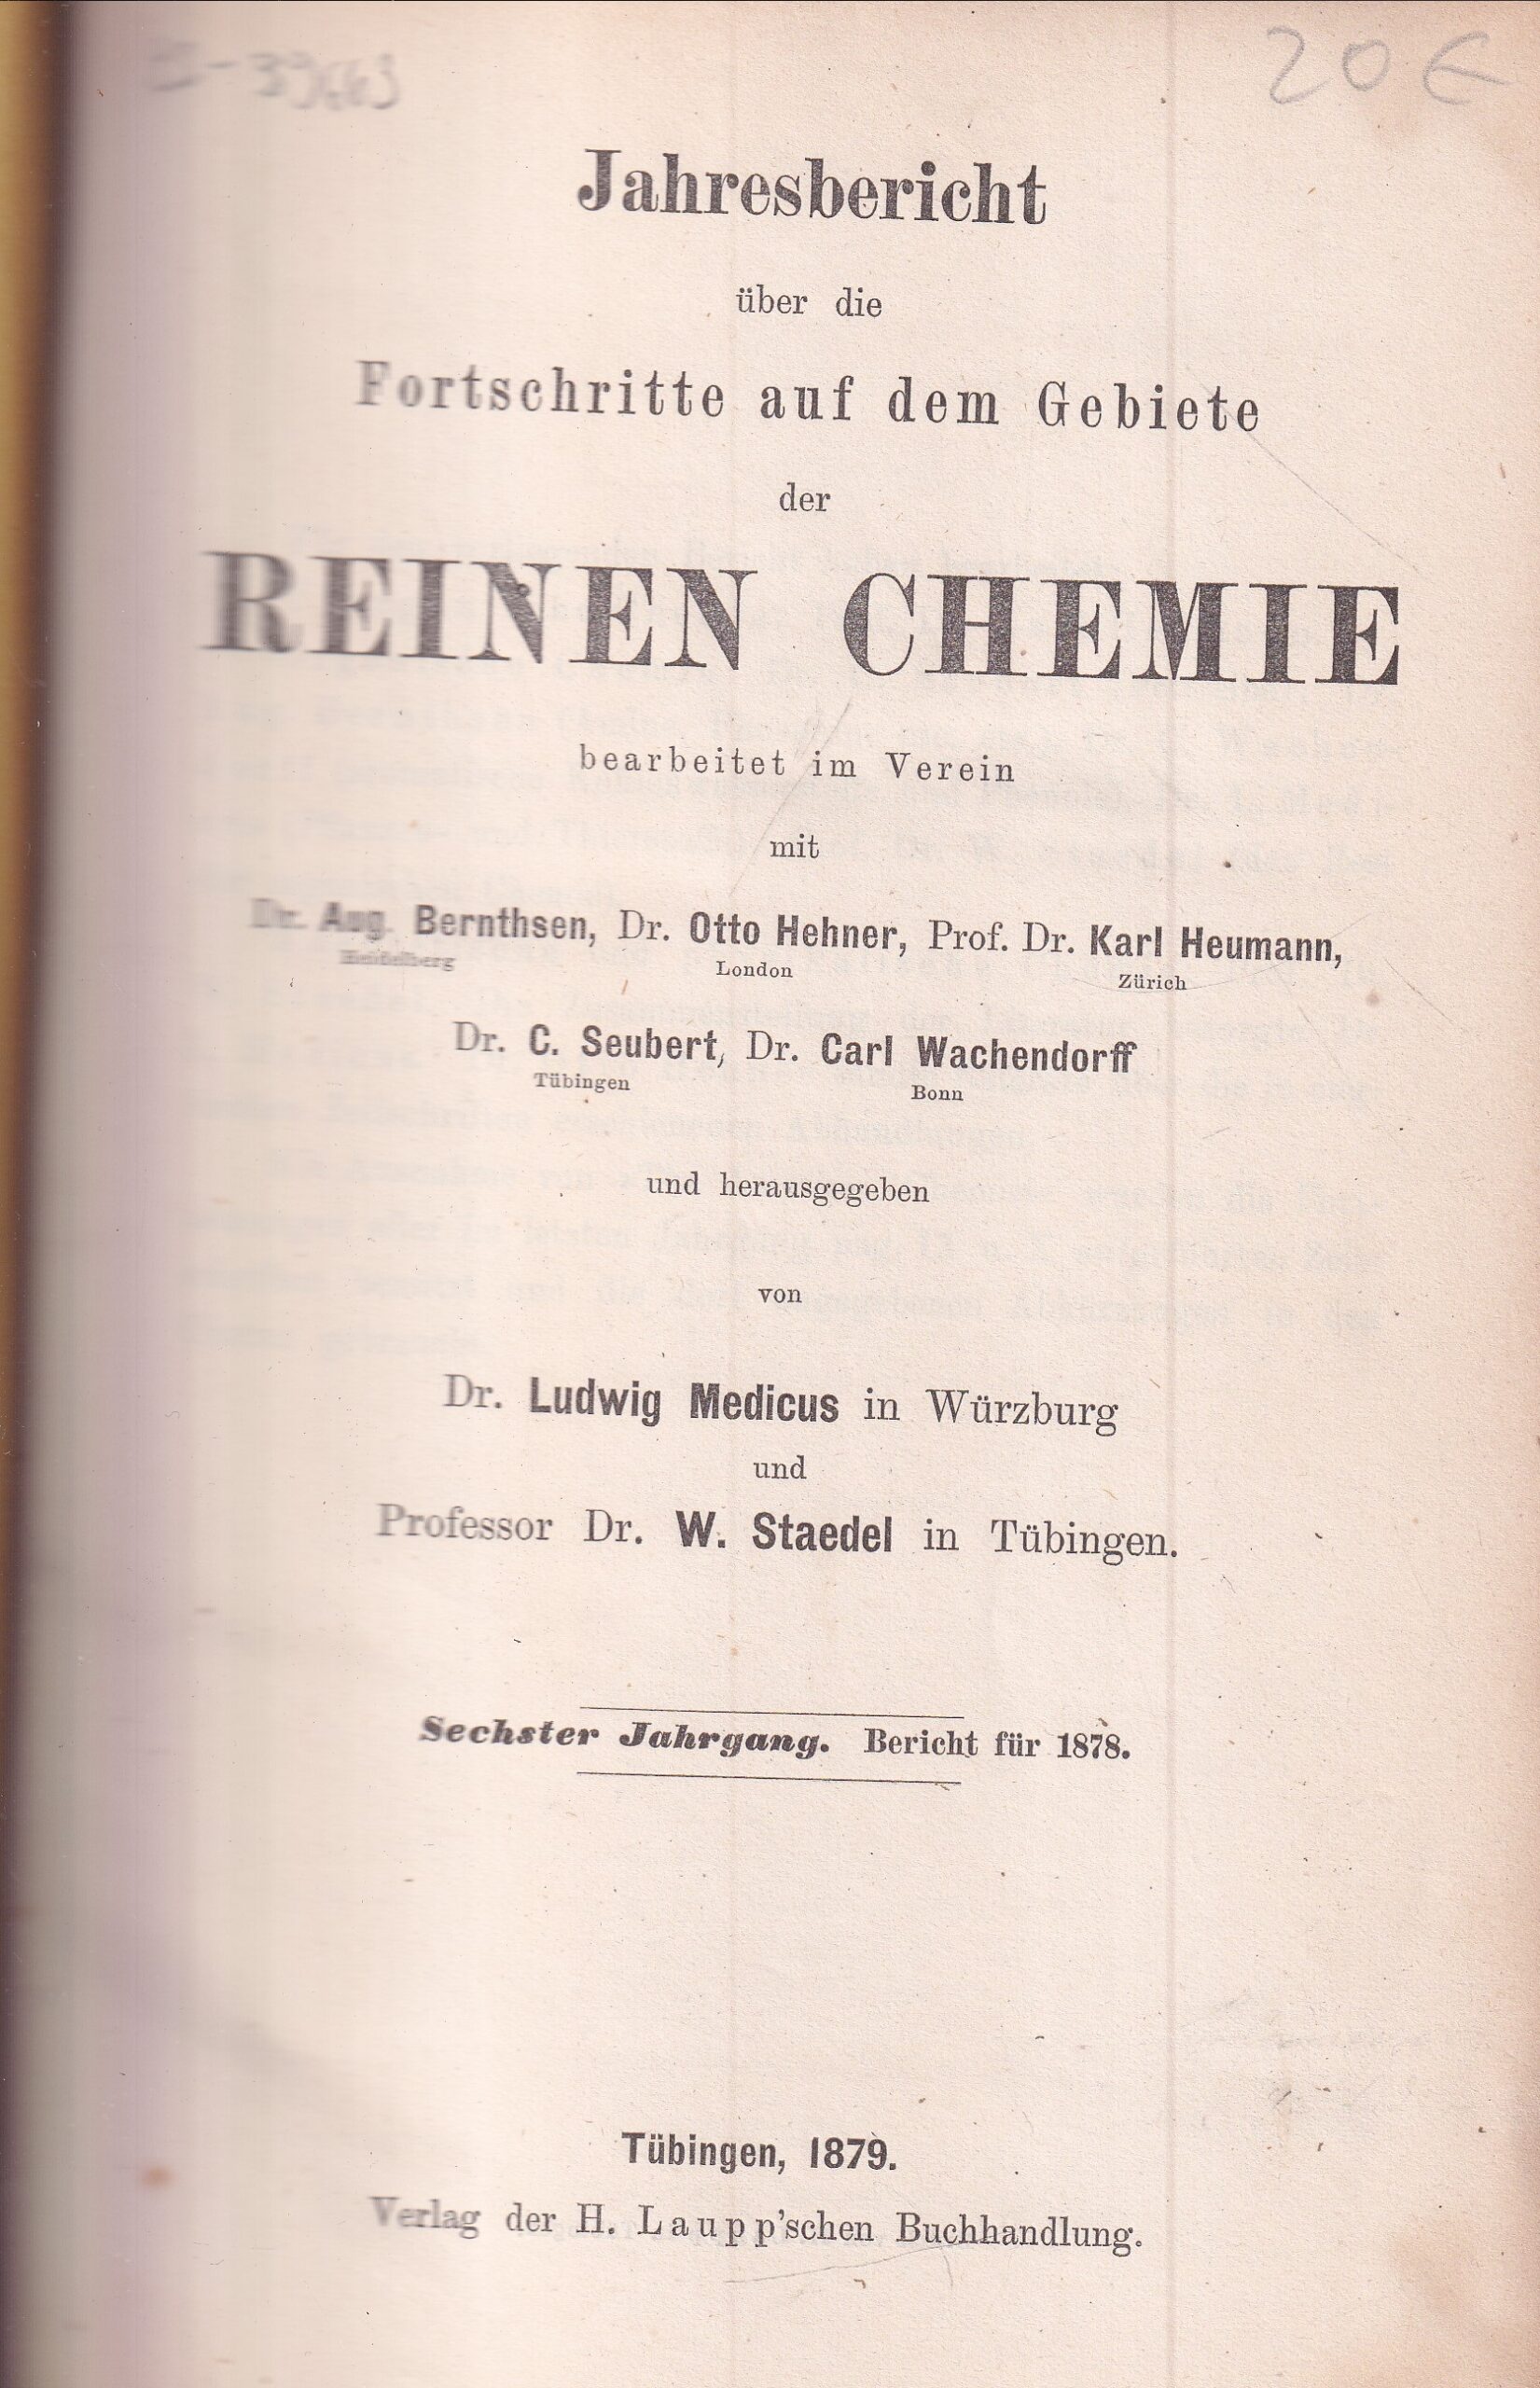 20 €
Jahresbericht
über die
Fortschritte auf dem Gebiete
der
REINEN CHEMIE
bearbeitet im Verein
mit
Dr. Aug. Bernthsen, Dr. Otto Hehner, Prof. Dr. Karl Heumann,
Heidelberg London Zürich
Dr. C. Seubert, Dr. Carl Wachendorff
Tübingen Bonn
und herausgegeben
von
Dr. Ludwig Medicus in Würzburg
und
Professor Dr. W. Staedel in Tübingen.
Sechster Jahrgang. Bericht für 1878.
Tübingen, 1879.
Verlag der H. Laupp'schen Buchhandlung.